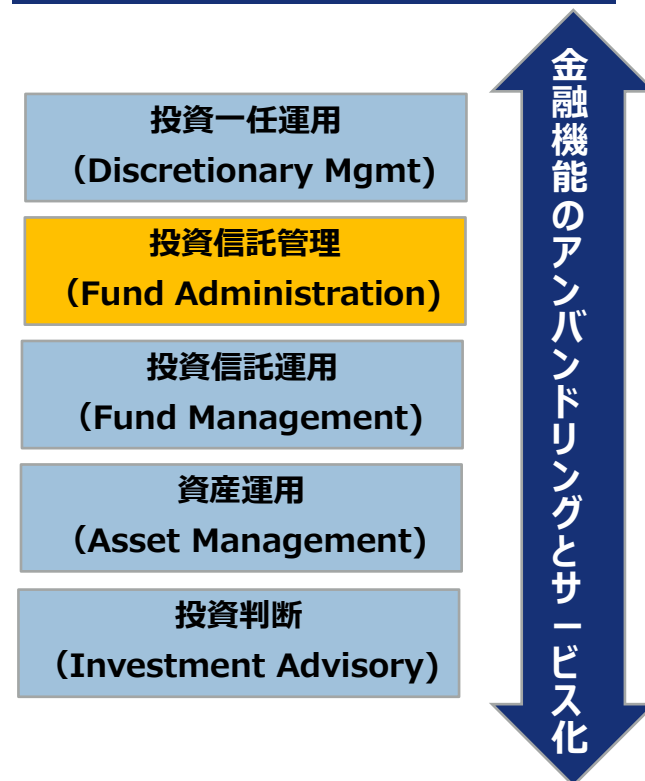 投資一任運用
（Discretionary Mgmt)
投資信託管理
（Fund Administration)
投資信託運用
（Fund Management)
資産運用
（Asset Management)
投資判断
（Investment Advisory)
金融機能のアンバンドリングとサービス化